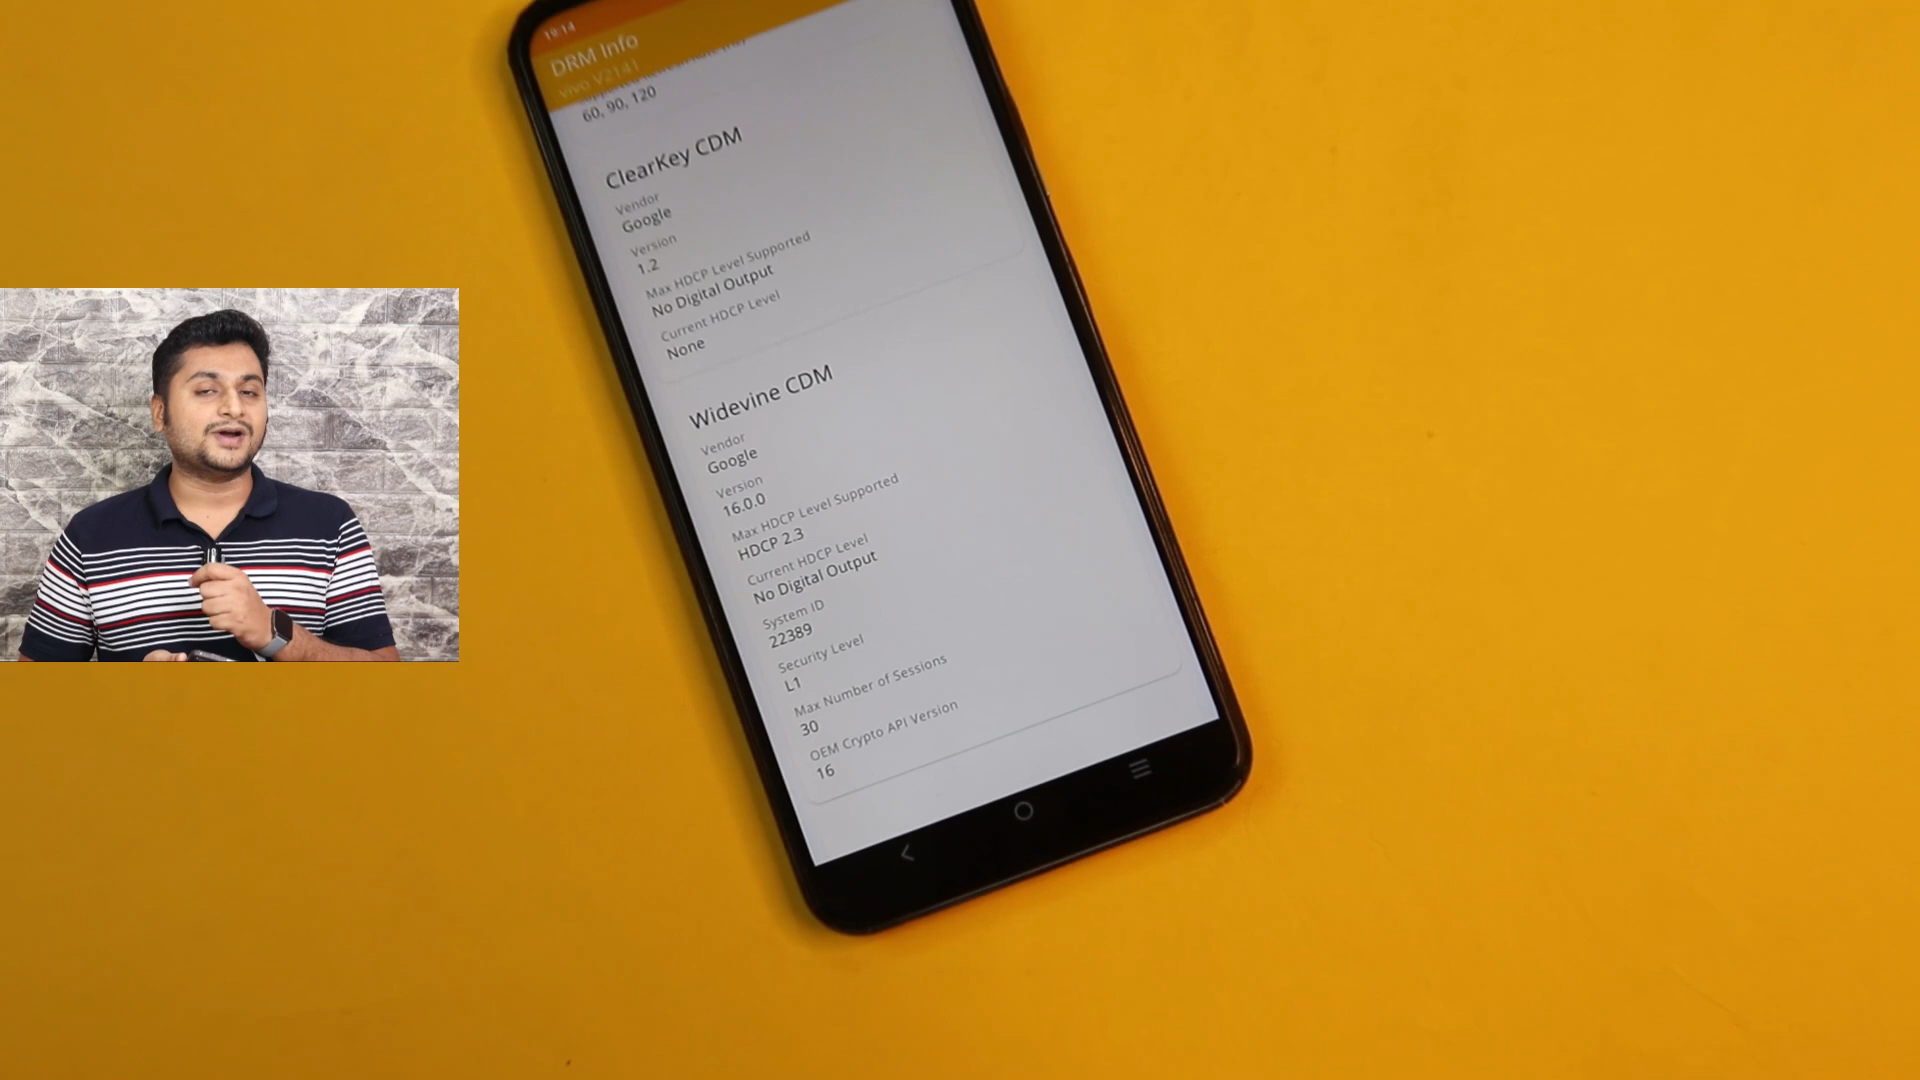 19:14
DRM Info
vivo V2141
60, 90, 120
ClearKey CDM
Vendor
Google
Version
1.2
Max HDCP Level Supported
No Digital Output
Current HDCP Level
None
Widevine CDM
Vendor
Google
Version
16.0.0
Max HDCP Level Supported
HDCP 2.3
Current HDCP Level
No Digital Output
System ID
22389
Security Level
L1
Max Number of Sessions
30
OEM Crypto API Version
16